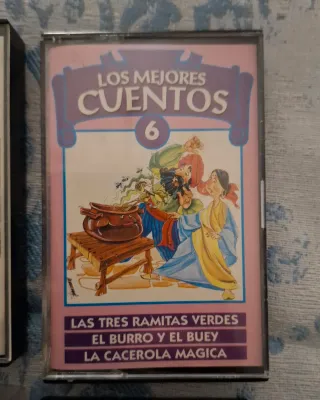 LOS MEJORES
CUENTOS
6
LAS TRES RAMITAS VERDES
EL BURRO Y EL BUEY
LA CACEROLA MAGICA